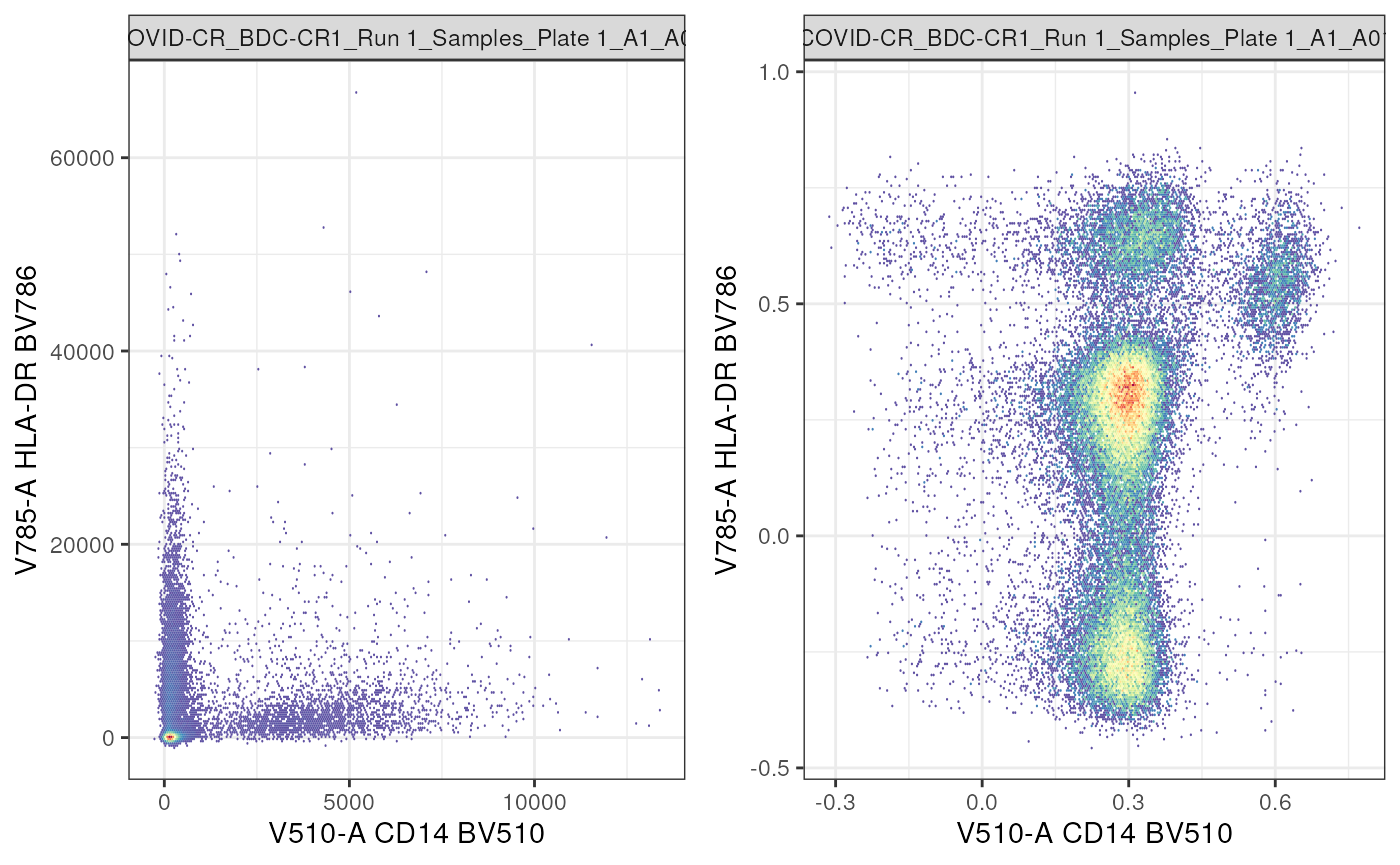 OVID-CR_BDC-CR1_Run 1_Samples_Plate 1_A1_A0
COVID-CR_BDC-CR1_Run 1_Samples_Plate 1_A1_A0
V785-A HLA-DR BV786
60000
40000
20000
0
0
5000
10000
V510-A CD14 BV510
V785-A HLA-DR BV786
1.0
0.5
0.0
-0.5
-0.3
0.0
0.3
0.6
V510-A CD14 BV510